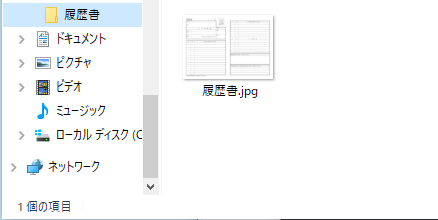 履歴書
ドキュメント
ピクチャ
ビデオ
ミュージック
ローカル ディスク (C
ネットワーク
履歴書.jpg
1 個の項目